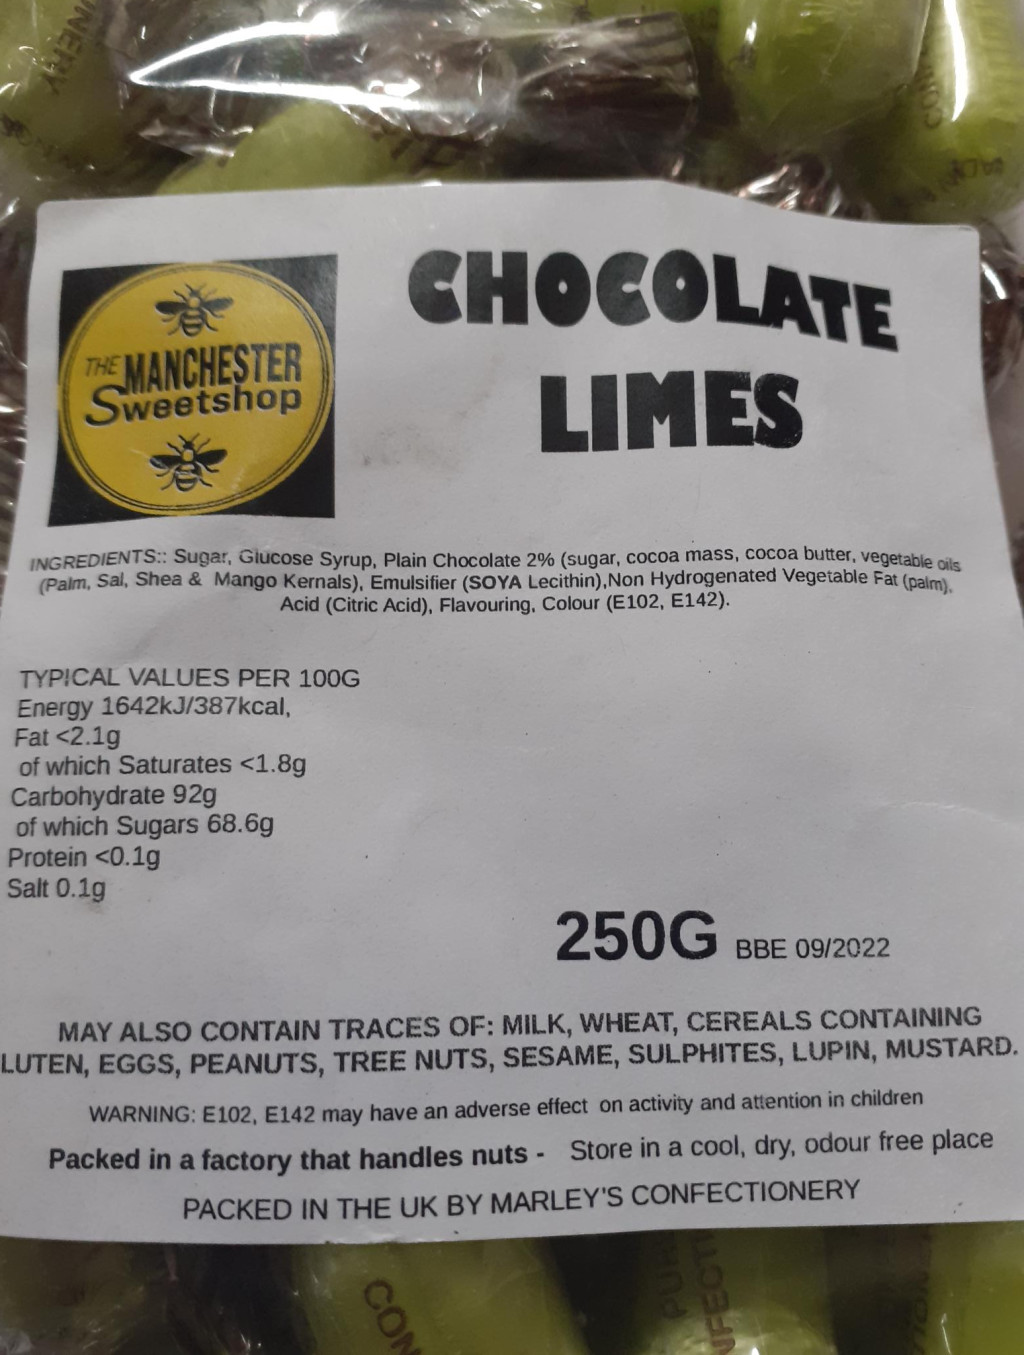 THE MANCHESTER
Sweetshop
CHOCOLATE
LIMES
INGREDIENTS:: Sugar, Glucose Syrup, Plain Chocolate 2% (sugar, cocoa mass, cocoa butter, vegetable oils
(Palm, Sal, Shea & Mango Kernals), Emulsifier (SOYA Lecithin),Non Hydrogenated Vegetable Fat (palm),
Acid (Citric Acid), Flavouring, Colour (E102, E142).
TYPICAL VALUES PER 100G
Energy 1642kJ/387kcal,
Fat <2.1g
of which Saturates <1.8g
Carbohydrate 92g
of which Sugars 68.6g
Protein <0.1g
Salt 0.1g
250G BBE 09/2022
MAY ALSO CONTAIN TRACES OF: MILK, WHEAT, CEREALS CONTAINING
LUTEN, EGGS, PEANUTS, TREE NUTS, SESAME, SULPHITES, LUPIN, MUSTARD.
WARNING: E102, E142 may have an adverse effect on activity and attention in children
Packed in a factory that handles nuts - Store in a cool, dry, odour free place
PACKED IN THE UK BY MARLEY'S CONFECTIONERY
CON